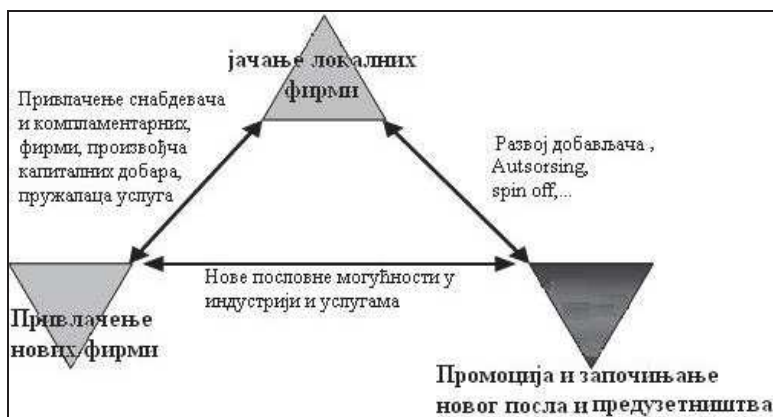 јачање локалних
фирми
Привлачење снабдевача
и компламентарних,
фирми, произвођча
капиталних добара,
пружалаца услуга
Развој добављача ,
Autsorsing,
spin off,...
Нове пословне могућности у
индустрији и услугама
Привлачење
нових фирми
Промоција и започињање
новог посла и предузетништва